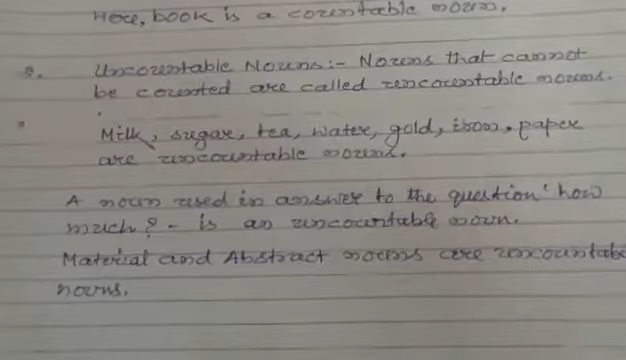 Here, book is a countable noun.
2. Uncountable Nouns:- Nouns that cannot
be counted are called uncountable nouns.
Milk, sugar, tea, water, gold, iron, paper
are uncountable nouns.
A noun used in answer to the question 'how
much? - is an uncountable noun.
Material and Abstract nouns are uncountable
nouns.